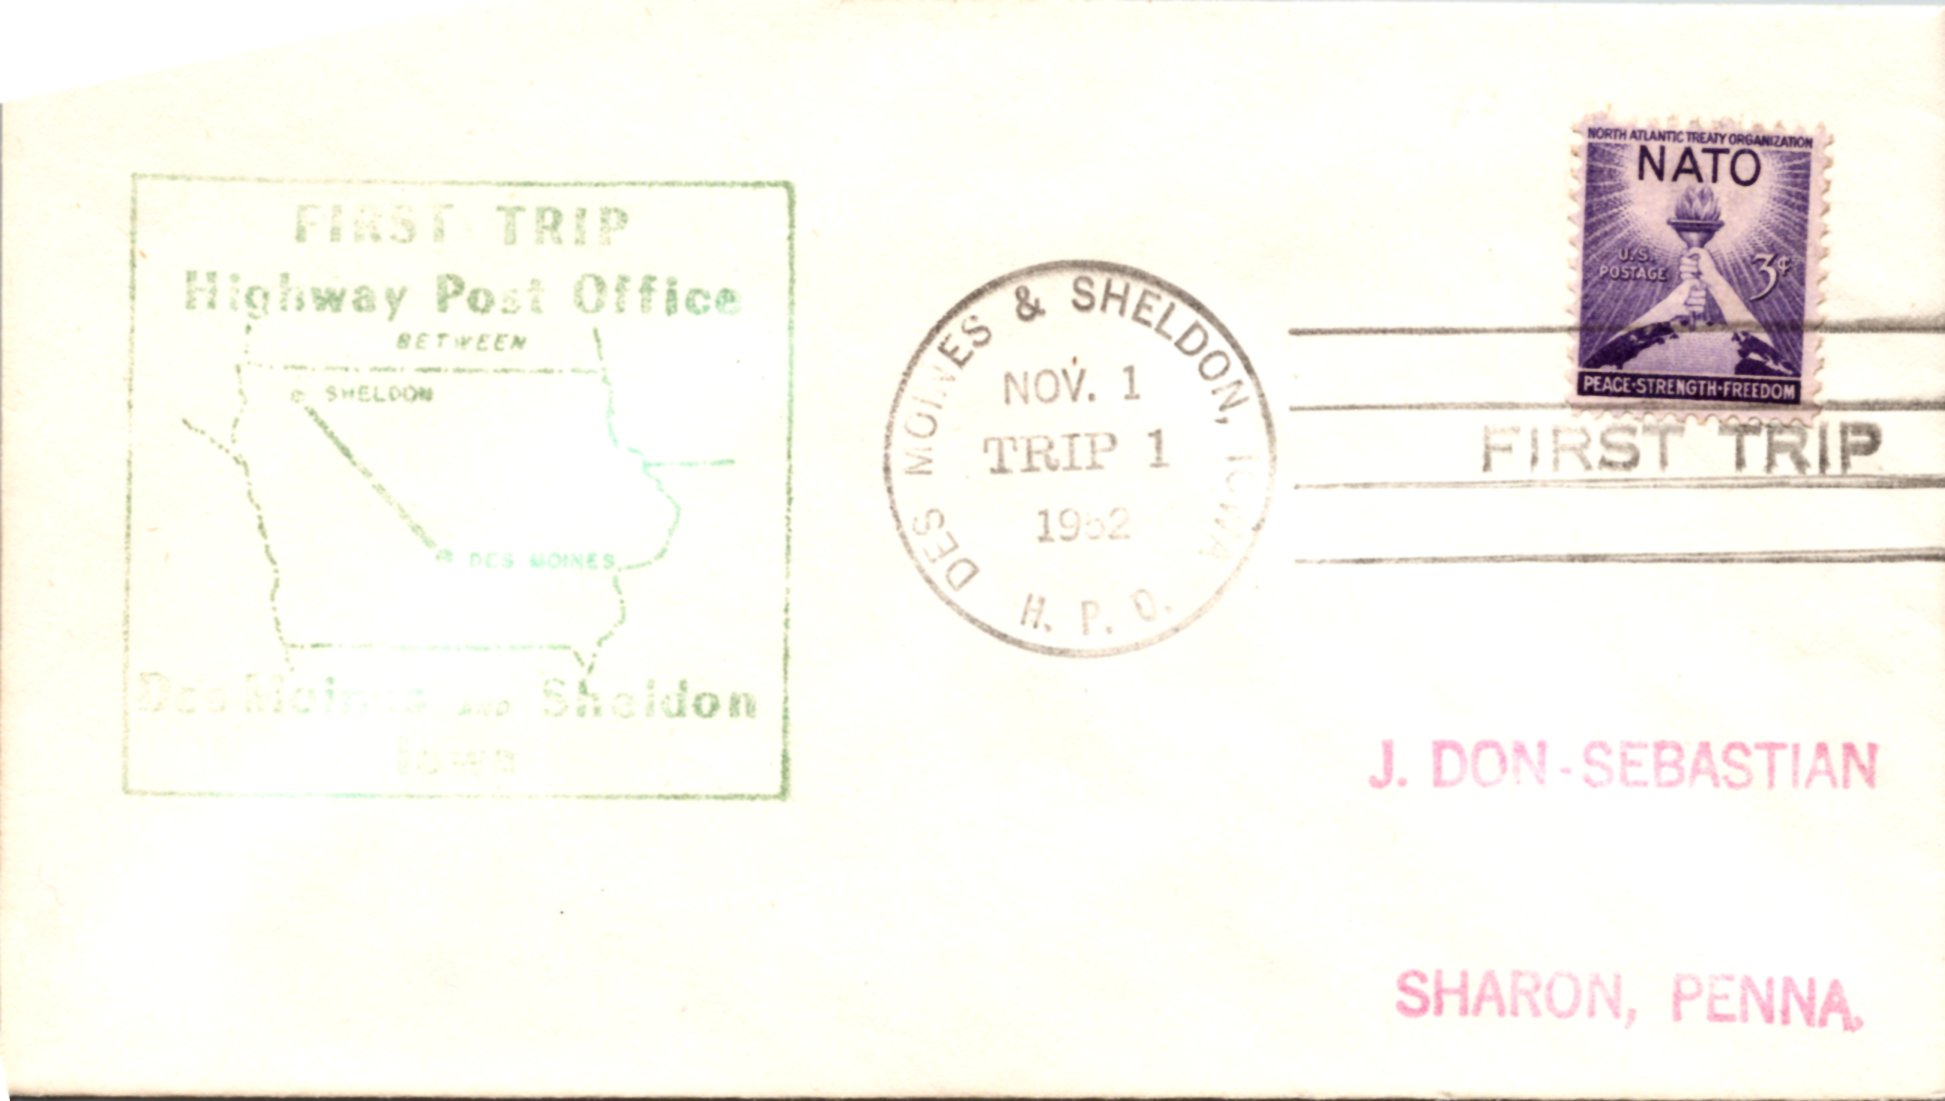 FIRST TRIP
Highway Post Office
BETWEEN
SHELDON
DES MOINES
Des Moines AND Sheldon
Iowa
DES MOINES & SHELDON, IOWA
NOV. 1
TRIP 1
1952
H. P. O.
NORTH ATLANTIC TREATY ORGANIZATION
NATO
U.S.
POSTAGE
3¢
PEACE·STRENGTH·FREEDOM
FIRST TRIP
J. DON-SEBASTIAN
SHARON, PENNA.